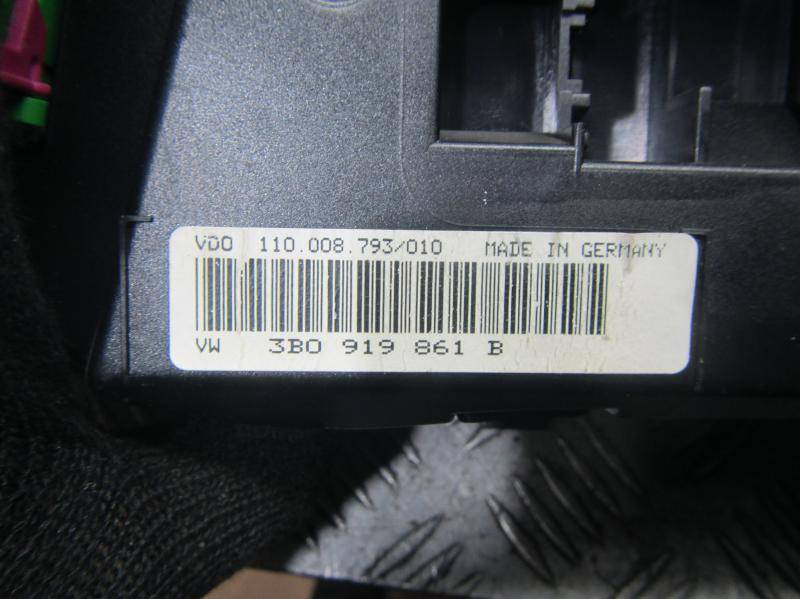 VDO 110.008.793/010 MADE IN GERMANY
VW 3B0 919 861 B